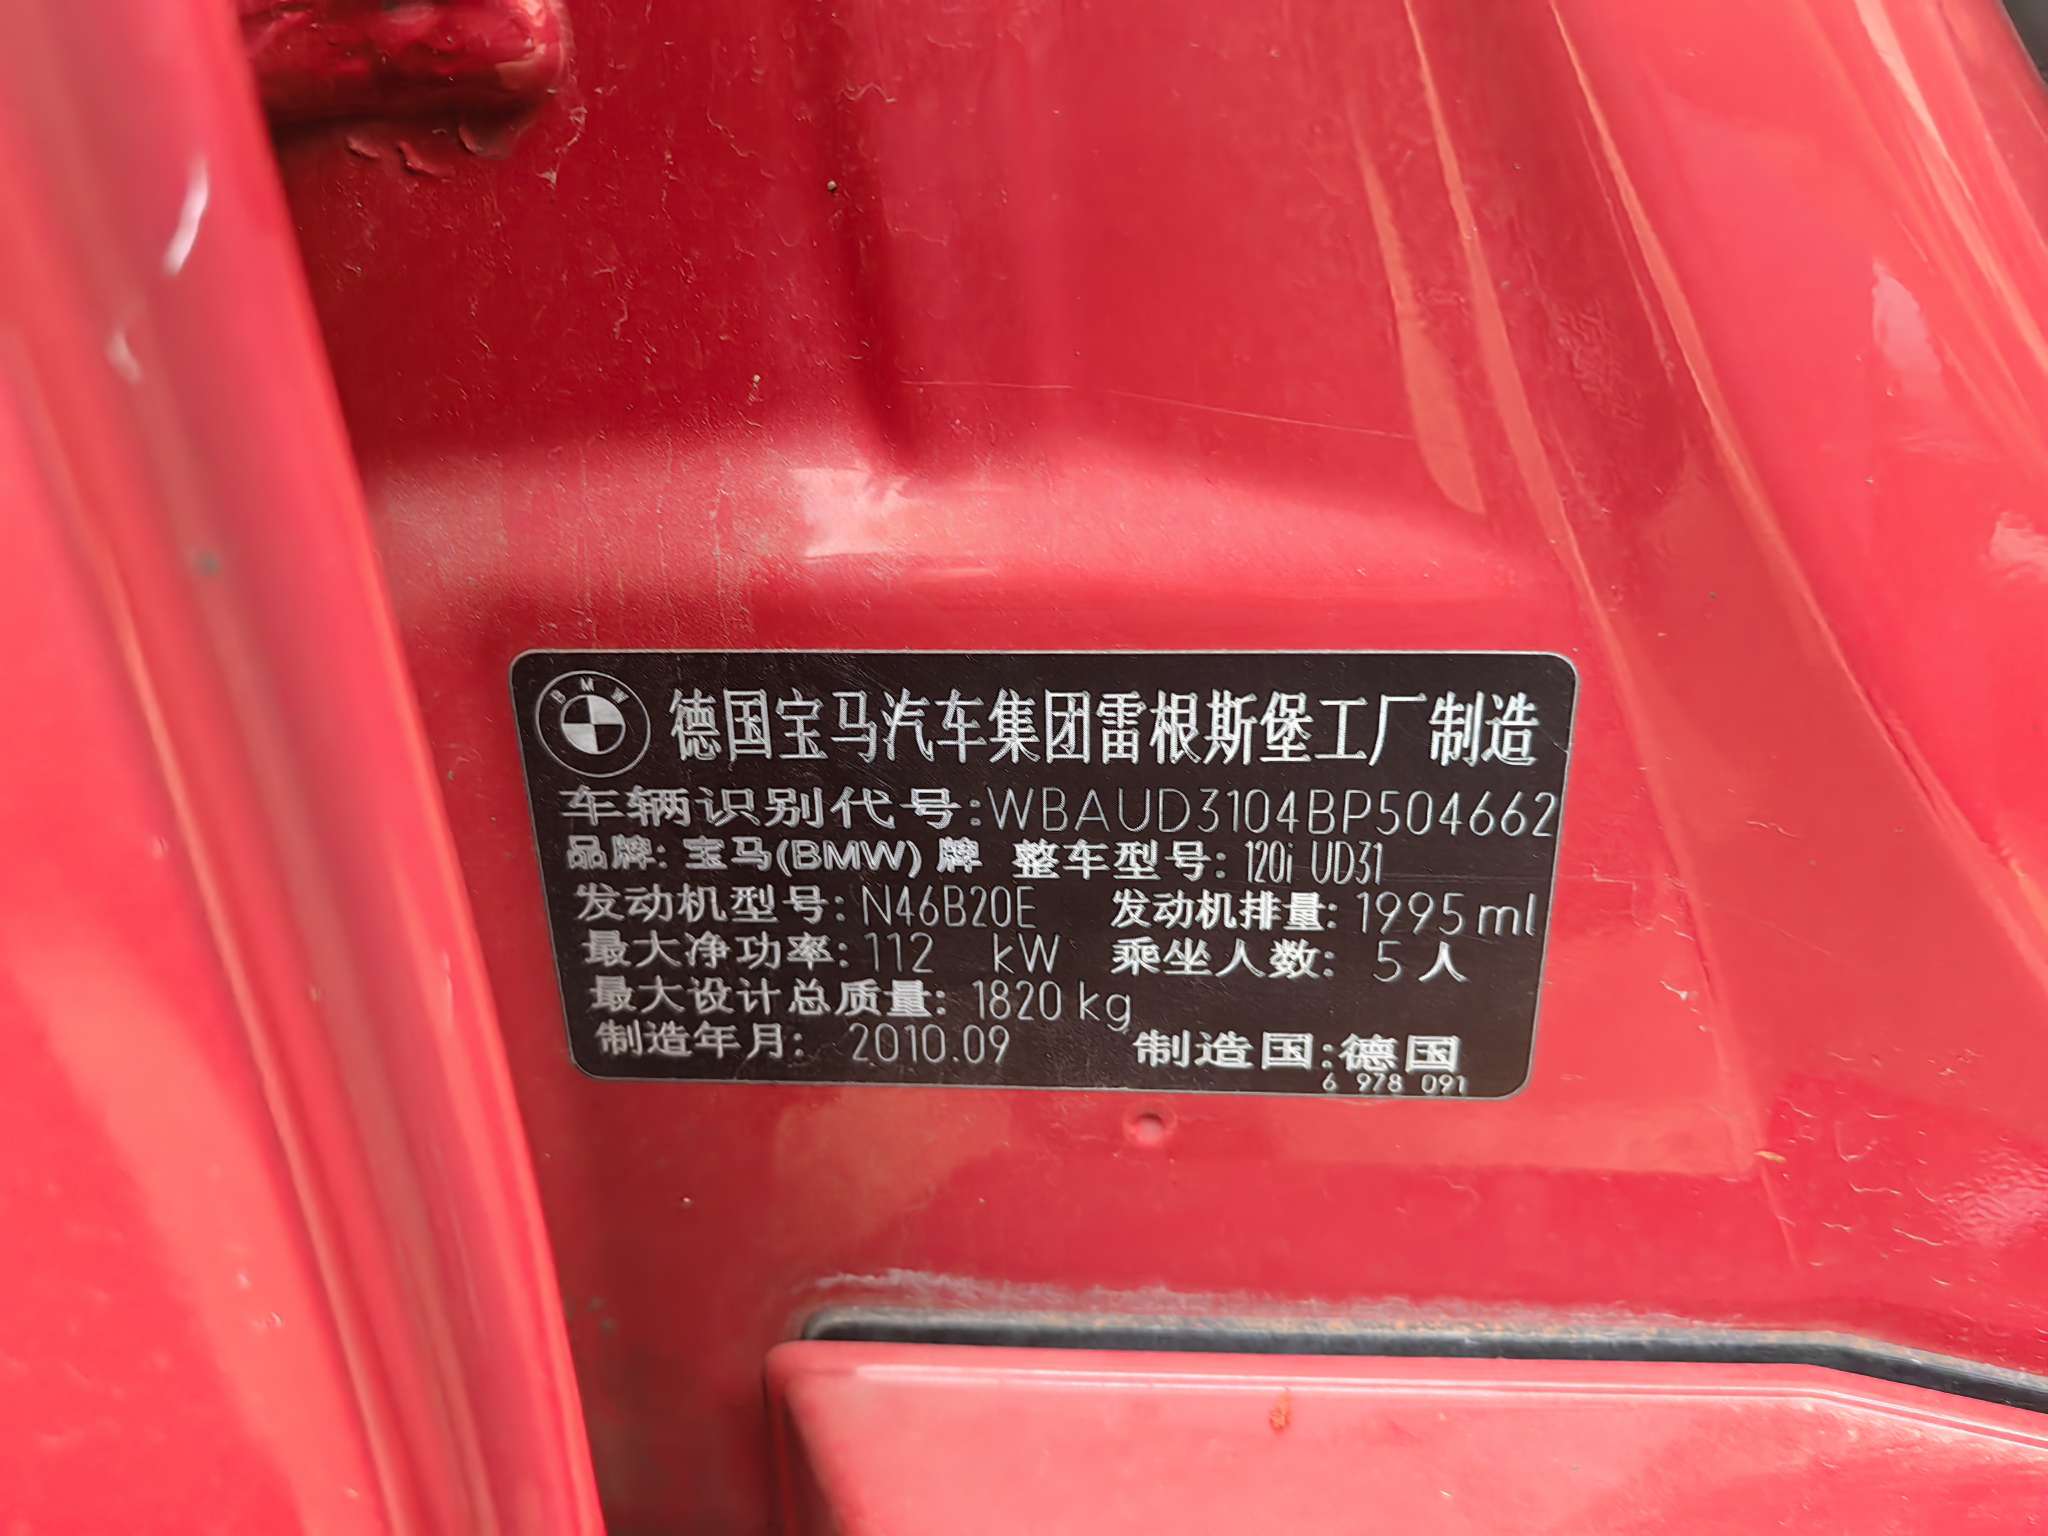 BMW 德国宝马汽车集团雷根斯堡工厂制造
车辆识别代号:WBAUD3104BP504662
品牌: 宝马(BMW) 牌 整车型号: 120i UD31
发动机型号: N46B20E 发动机排量: 1995 ml
最大净功率: 112 kW 乘坐人数: 5 人
最大设计总质量: 1820 kg
制造年月: 2010.09 制造国:德国
6 978 091